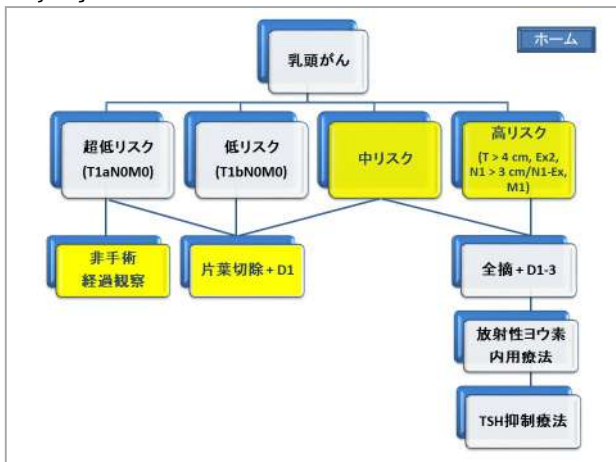 ホーム
乳頭がん
超低リスク
(T1aN0M0)
低リスク
(T1bN0M0)
中リスク
高リスク
(T > 4 cm, Ex2,
N1 > 3 cm/N1-Ex,
M1)
非手術
経過観察
片葉切除 + D1
全摘 + D1-3
放射性ヨウ素
内用療法
TSH抑制療法